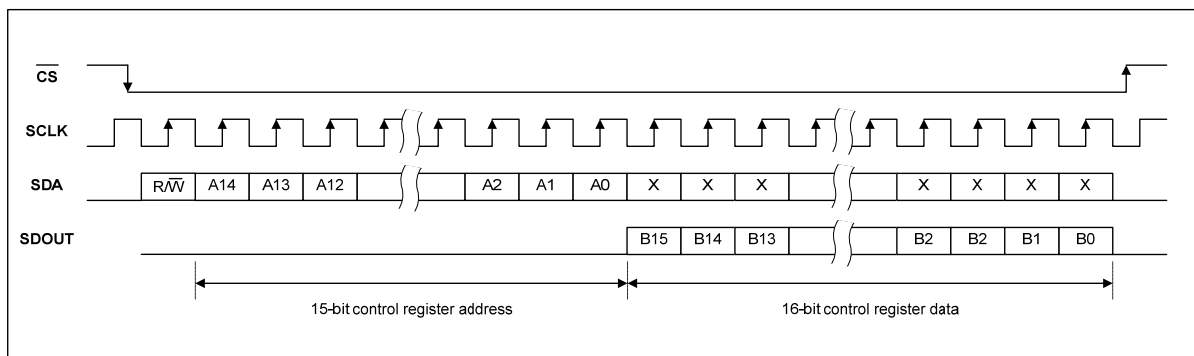 CS
SCLK
SDA R/W A14 A13 A12 A2 A1 A0 X X X X X X X
SDOUT B15 B14 B13 B2 B2 B1 B0
15-bit control register address 16-bit control register data